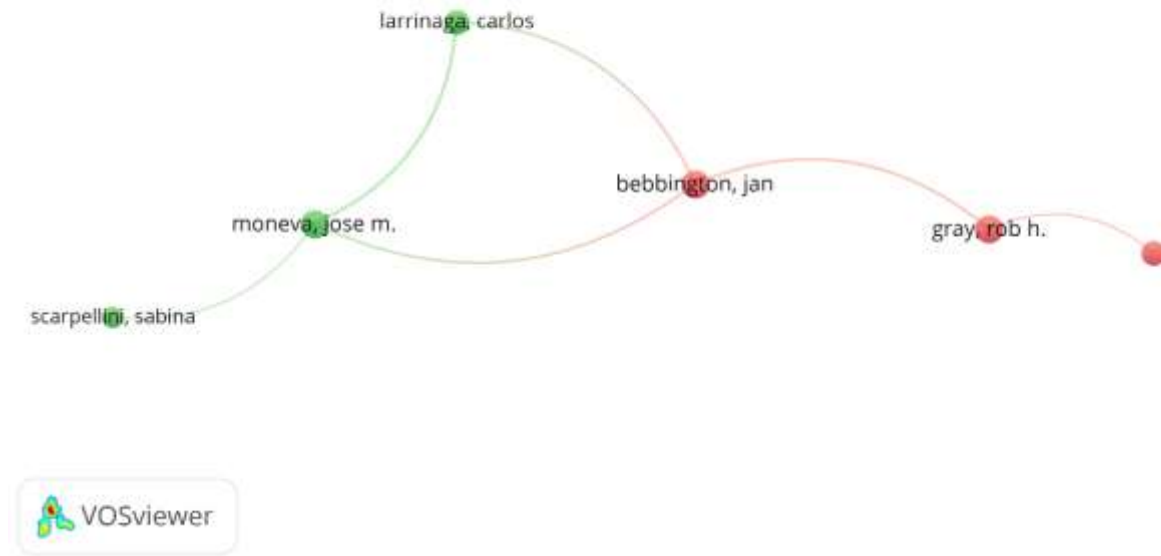 larrinaga, carlos
bebbington, jan
moneva, jose m.
gray, rob h.
scarpellini, sabina
VOSviewer